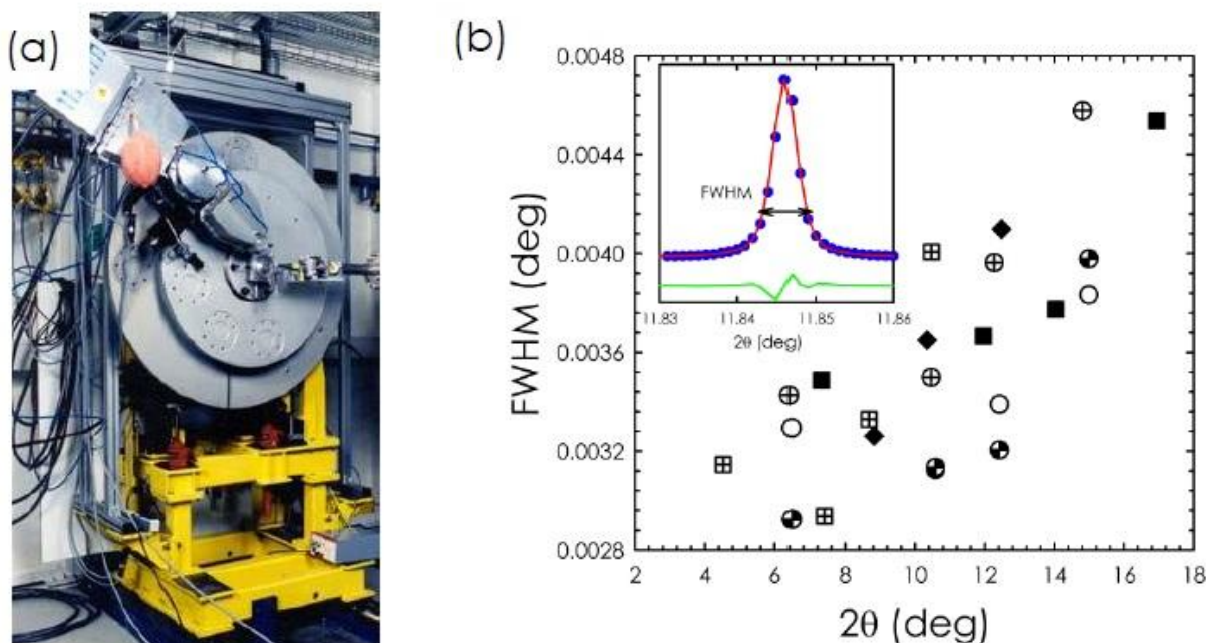 (a)
(b)
0.0048
0.0044
0.0040
0.0036
0.0032
0.0028
FWHM (deg)
FWHM
11.83 11.84 11.85 11.86
2θ (deg)
2 4 6 8 10 12 14 16 18
2θ (deg)